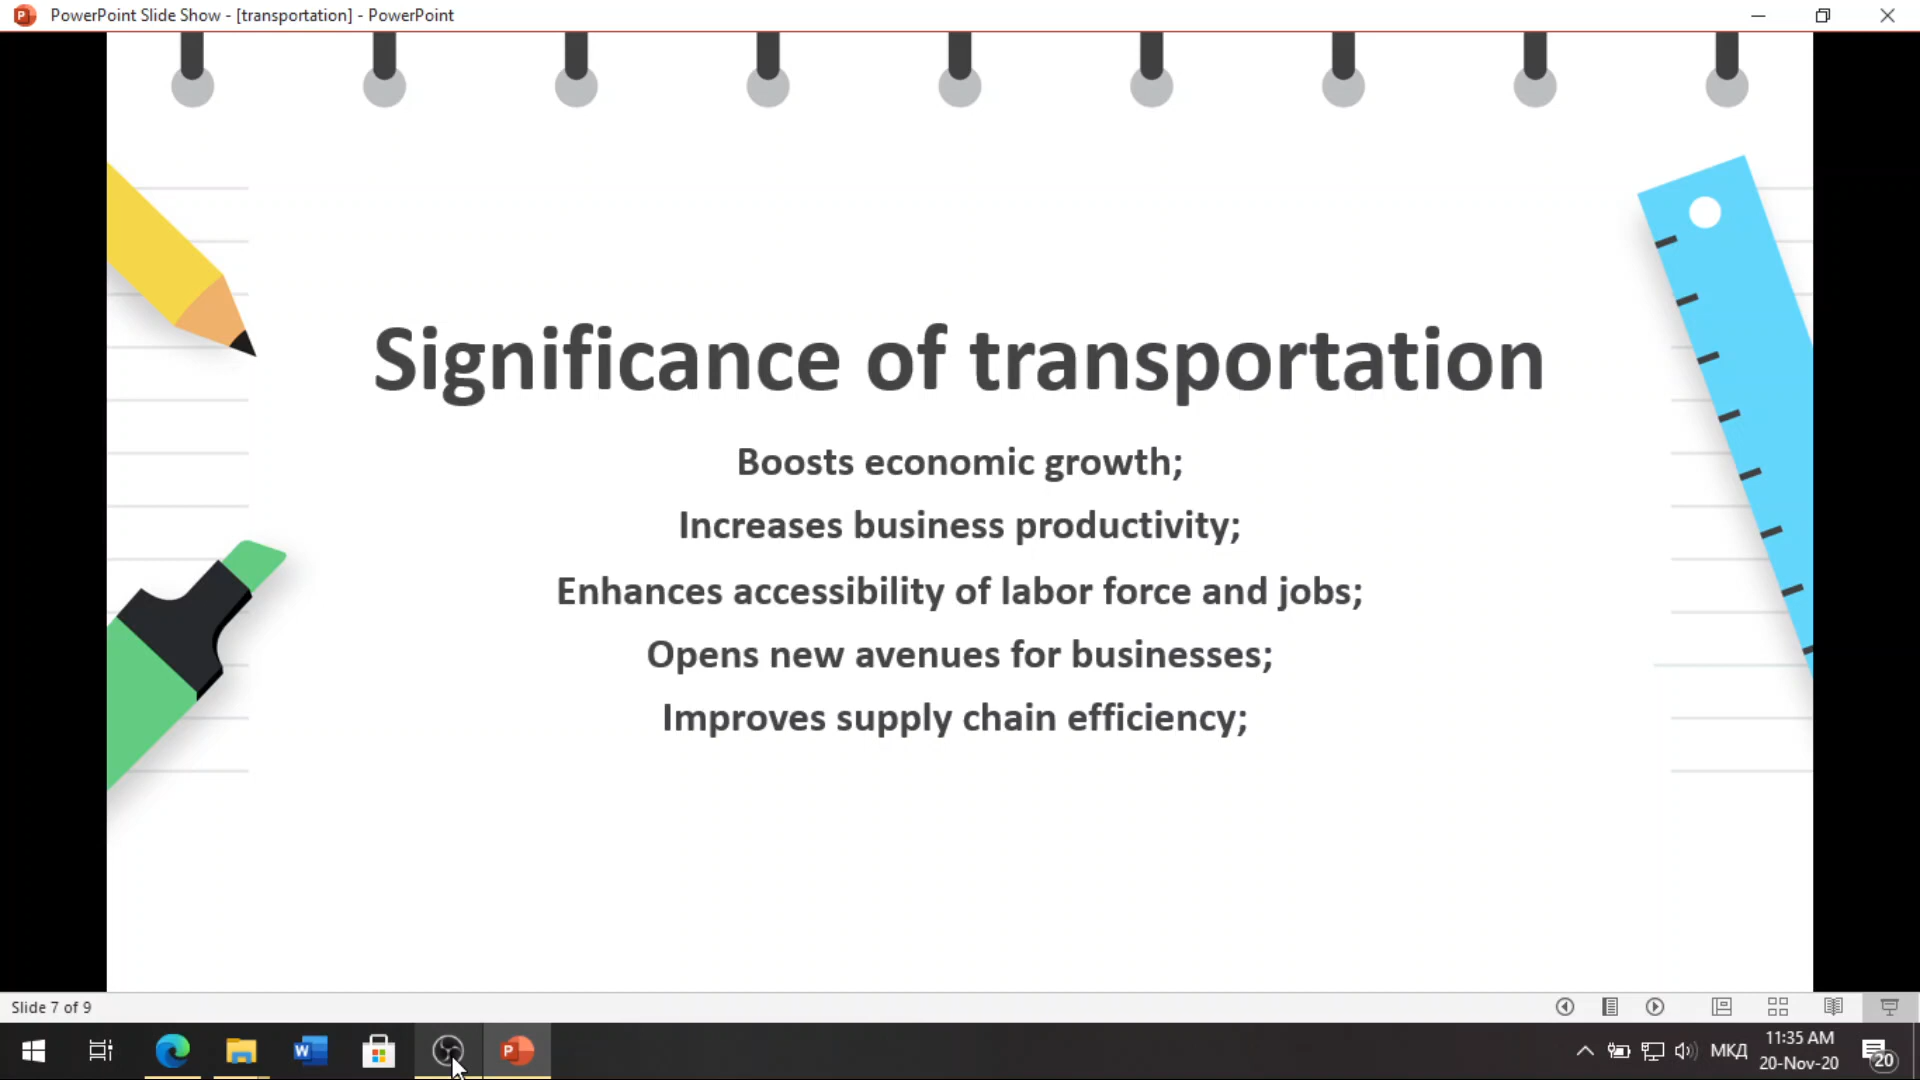 PowerPoint Slide Show - [transportation] - PowerPoint
Significance of transportation
Boosts economic growth;
Increases business productivity;
Enhances accessibility of labor force and jobs;
Opens new avenues for businesses;
Improves supply chain efficiency;
Slide 7 of 9
МКД
11:35 AM
20-Nov-20
20